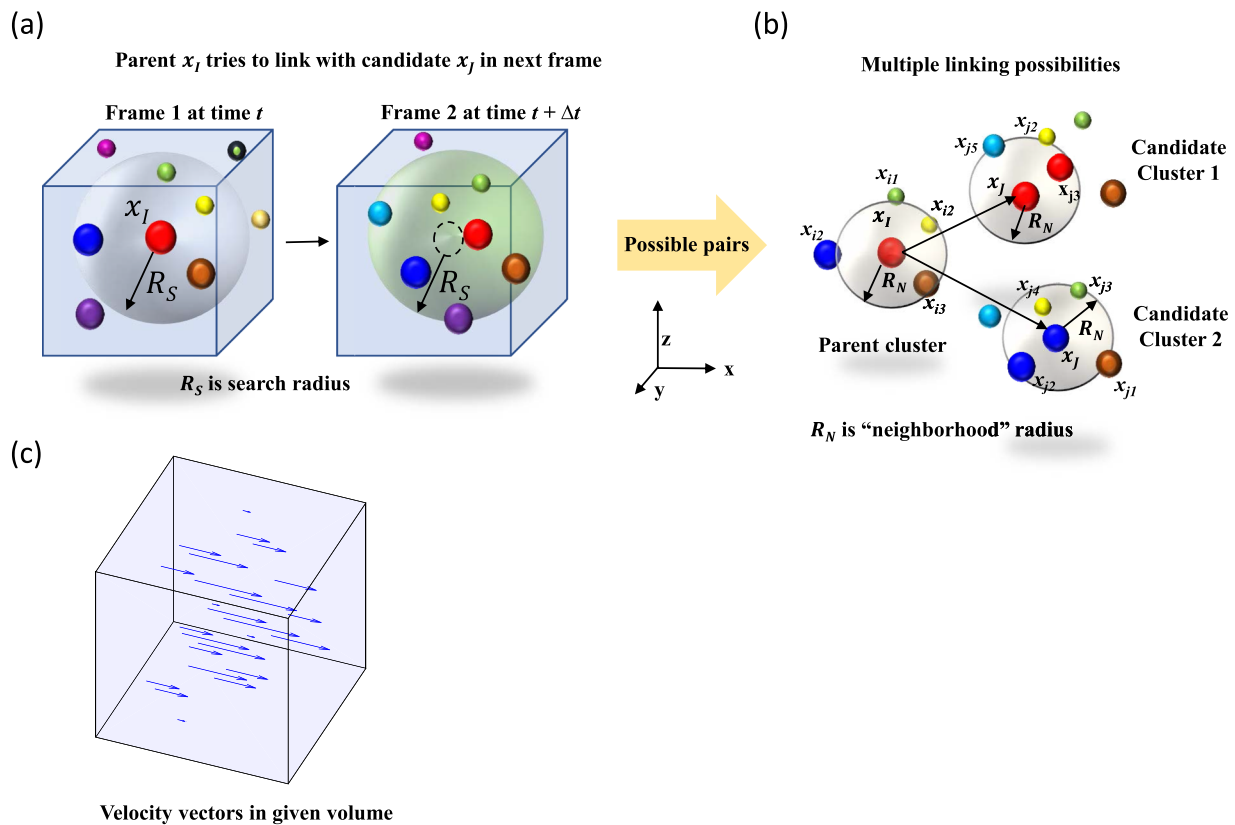 (a)
Parent x_I tries to link with candidate x_J in next frame
Frame 1 at time t
Frame 2 at time t + Δt
x_I
R_S
R_S
R_S is search radius
Possible pairs
z
x
y
(b)
Multiple linking possibilities
x_j2
x_j5
x_J
x_j3
R_N
Candidate
Cluster 1
x_i1
x_I
x_i2
x_i2
R_N
x_i3
Parent cluster
x_j4
x_j3
R_N
x_J
x_j2
x_j1
Candidate
Cluster 2
R_N is “neighborhood” radius
(c)
Velocity vectors in given volume